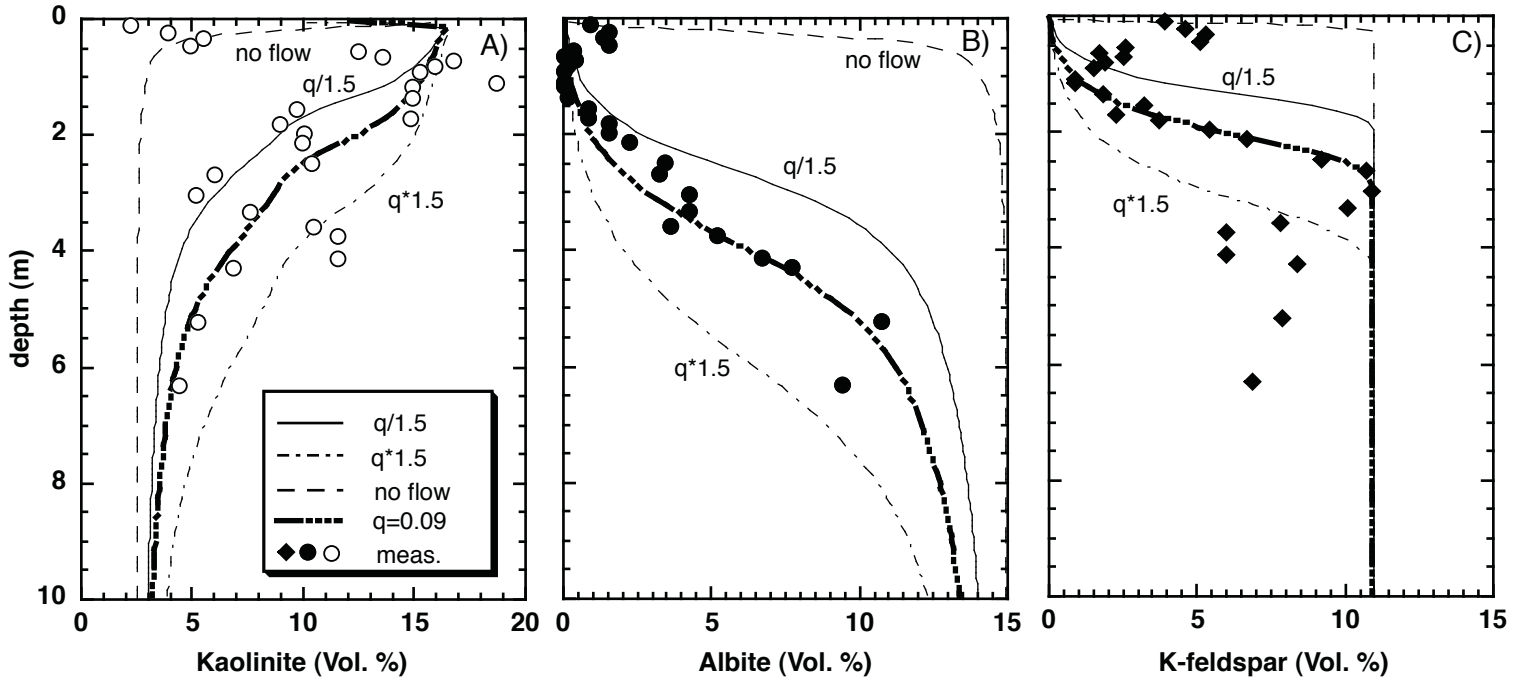 0 A) B) C)
no flow no flow
q/1.5 q/1.5
2
q/1.5
q*1.5 q*1.5
4
depth (m)
q*1.5
6
q/1.5
q*1.5
8 no flow
q=0.09
meas.
10
0 5 10 15 20 0 5 10 15 0 5 10 15
Kaolinite (Vol. %) Albite (Vol. %) K-feldspar (Vol. %)